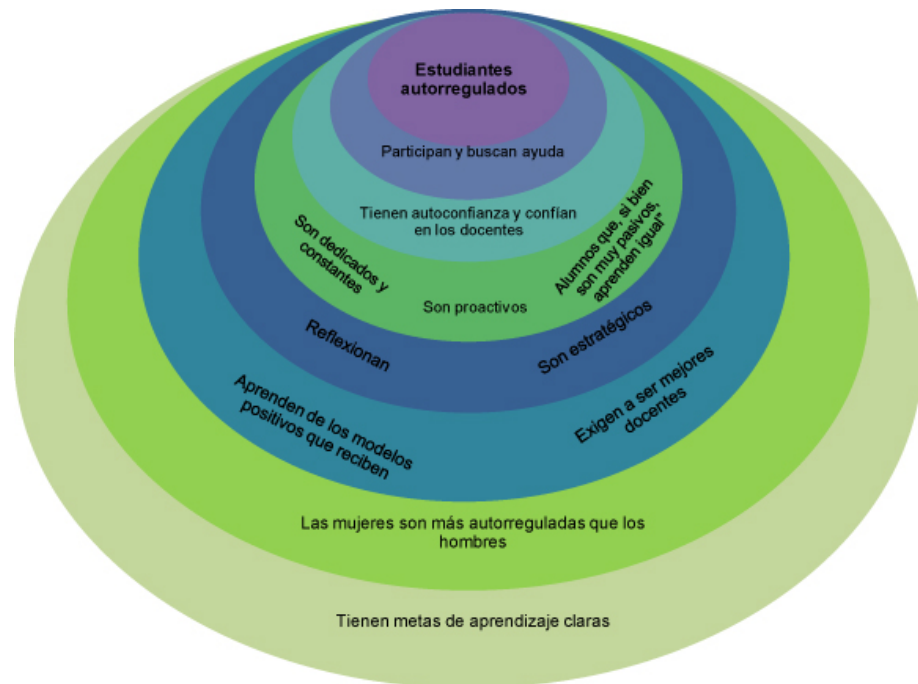 Estudiantes
autorregulados
Participan y buscan ayuda
Tienen autoconfianza y confían
en los docentes
Son dedicados y
constantes
Son proactivos
Alumnos que, si bien
son muy pasivos,
aprenden igual"
Reflexionan
Son estratégicos
Aprenden de los modelos
positivos que reciben
Exigen a ser mejores
docentes
Las mujeres son más autorreguladas que los
hombres
Tienen metas de aprendizaje claras